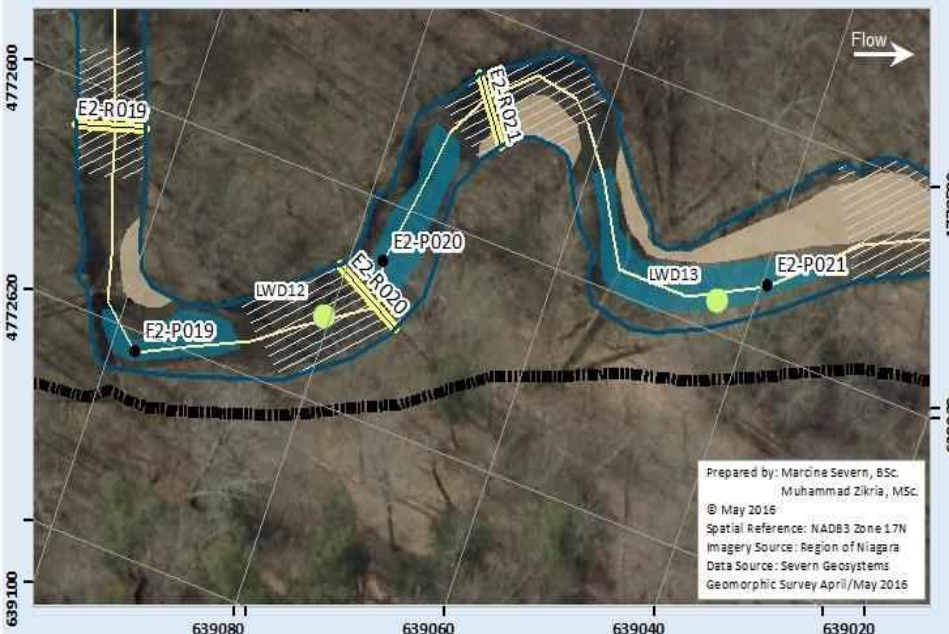 Flow
4772600
E2-R019
E2-R021
E2-P020
E2-R020
LWD12
LWD13
E2-P021
4772620
E2-P019
Prepared by: Marcine Severn, BSc.
Muhammad Zikria, MSc.
© May 2016
Spatial Reference: NAD83 Zone 17N
Imagery Source: Region of Niagara
Data Source: Severn Geosystems
Geomorphic Survey April/May 2016
639100
639080
639060
639040
639020